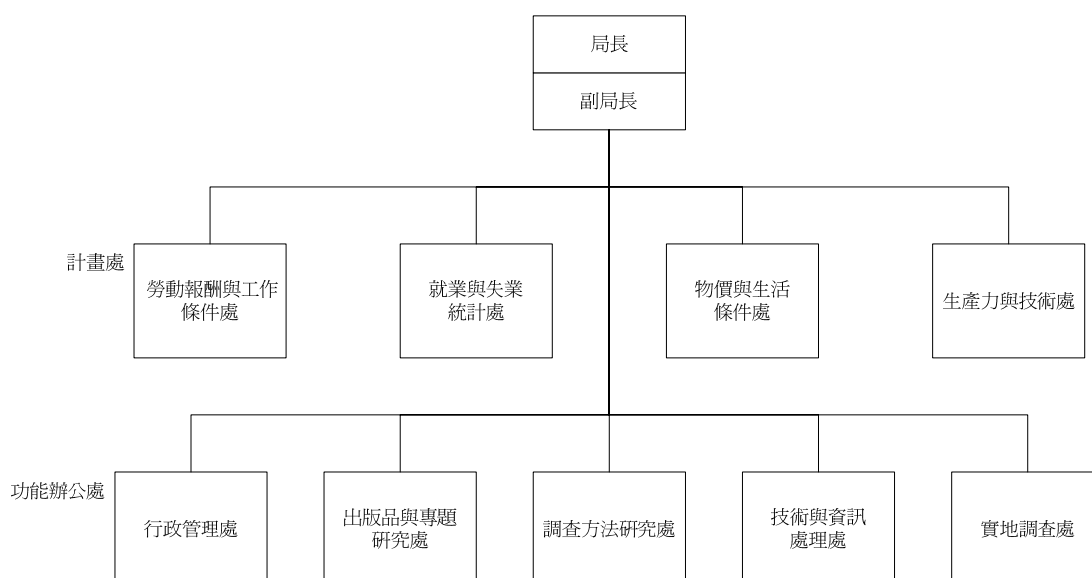 局長
副局長
計畫處
勞動報酬與工作
條件處
就業與失業
統計處
物價與生活
條件處
生產力與技術處
功能辦公處
行政管理處
出版品與專題
研究處
調查方法研究處
技術與資訊
處理處
實地調查處